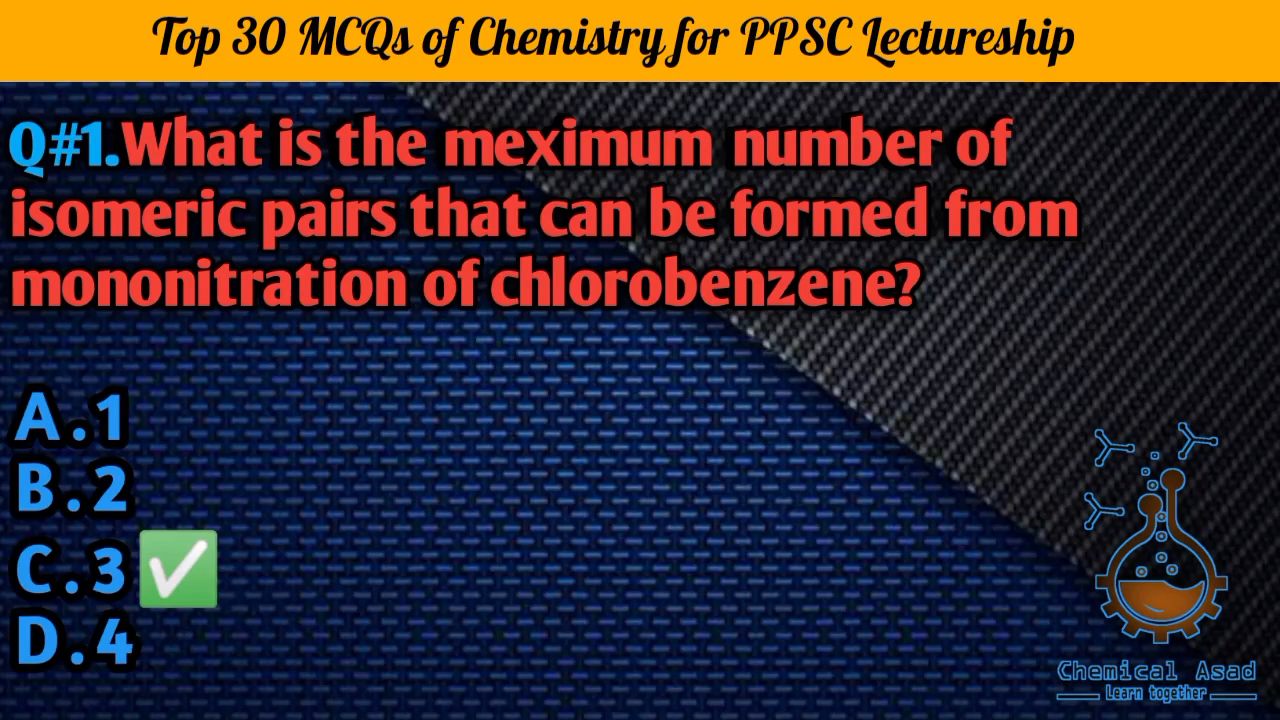 Top 30 MCQs of Chemistry for PPSC Lectureship
Q#1.What is the meximum number of
isomeric pairs that can be formed from
mononitration of chlorobenzene?
A.1
B.2
C.3
D.4
Chemical Asad
Learn together